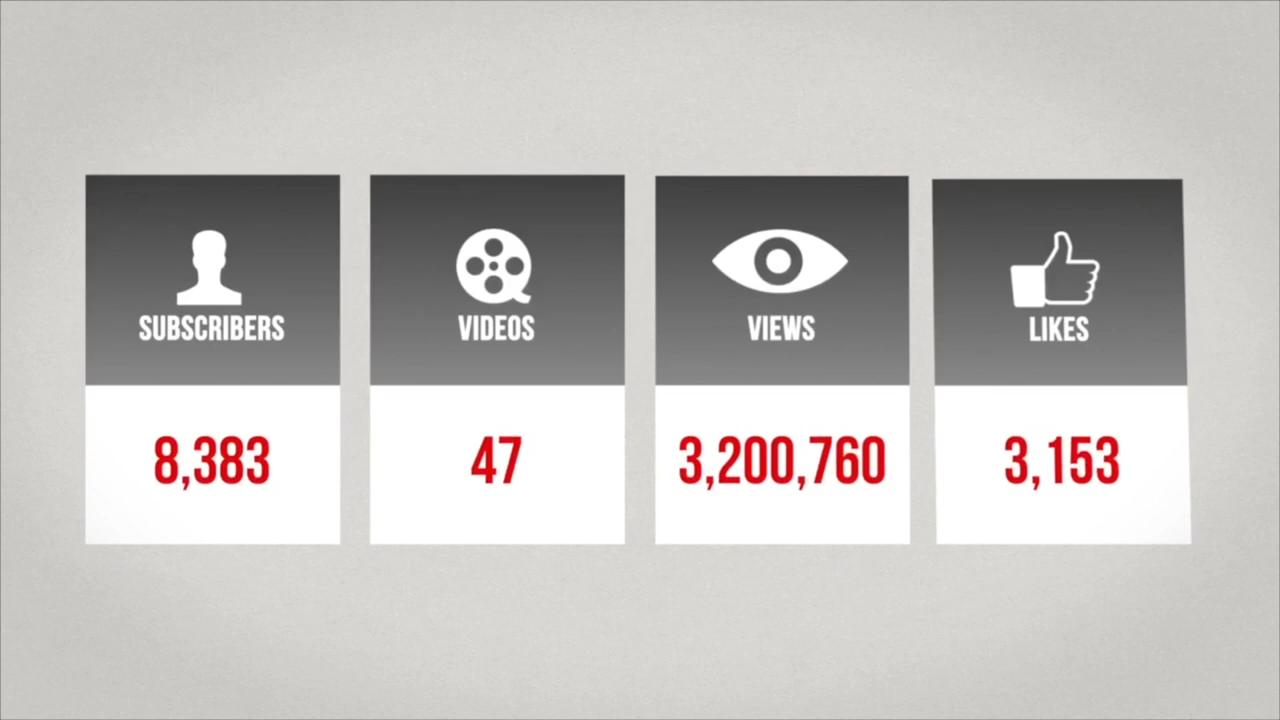 SUBSCRIBERS
8,383
VIDEOS
47
VIEWS
3,200,760
LIKES
3,153